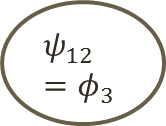 ψ₁₂
= ϕ₃